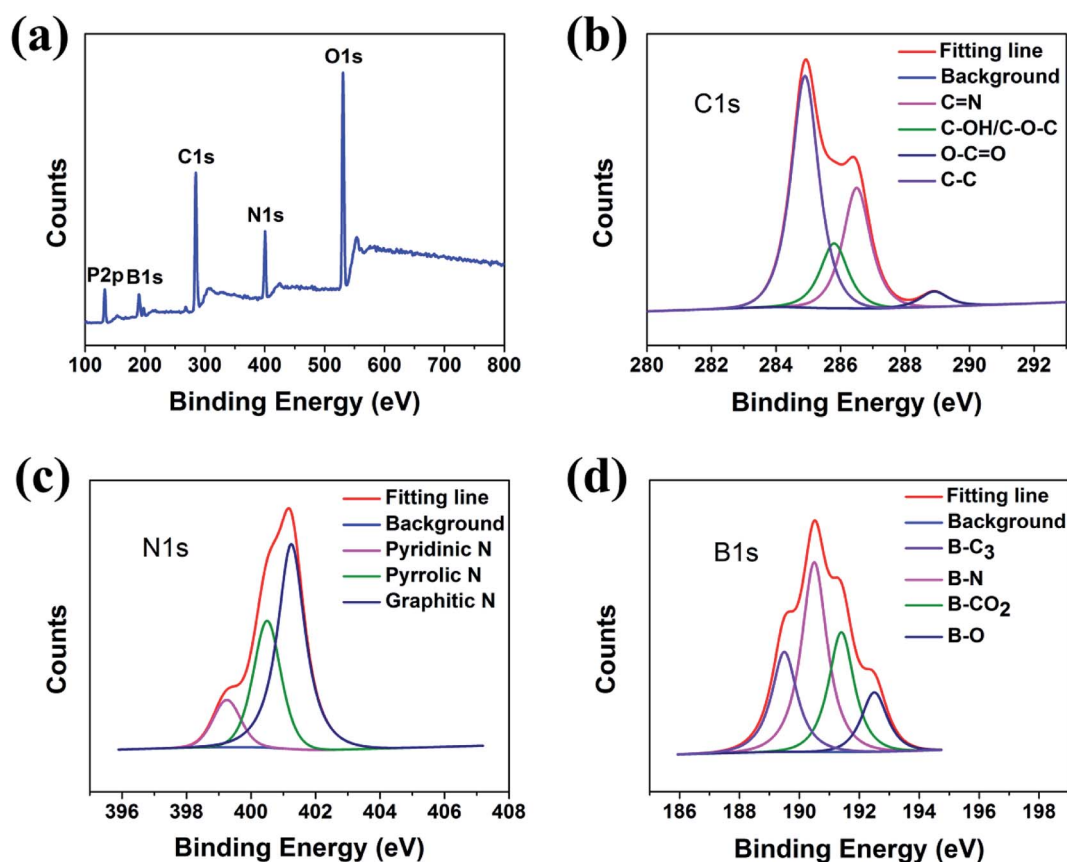 (a)
Counts
P2p
B1s
C1s
N1s
O1s
100 200 300 400 500 600 700 800
Binding Energy (eV)
(b)
Counts
C1s
Fitting line
Background
C=N
C-OH/C-O-C
O-C=O
C-C
280 282 284 286 288 290 292
Binding Energy (eV)
(c)
Counts
N1s
Fitting line
Background
Pyridinic N
Pyrrolic N
Graphitic N
396 398 400 402 404 406 408
Binding Energy (eV)
(d)
Counts
B1s
Fitting line
Background
B-C3
B-N
B-CO2
B-O
186 188 190 192 194 196 198
Binding Energy (eV)